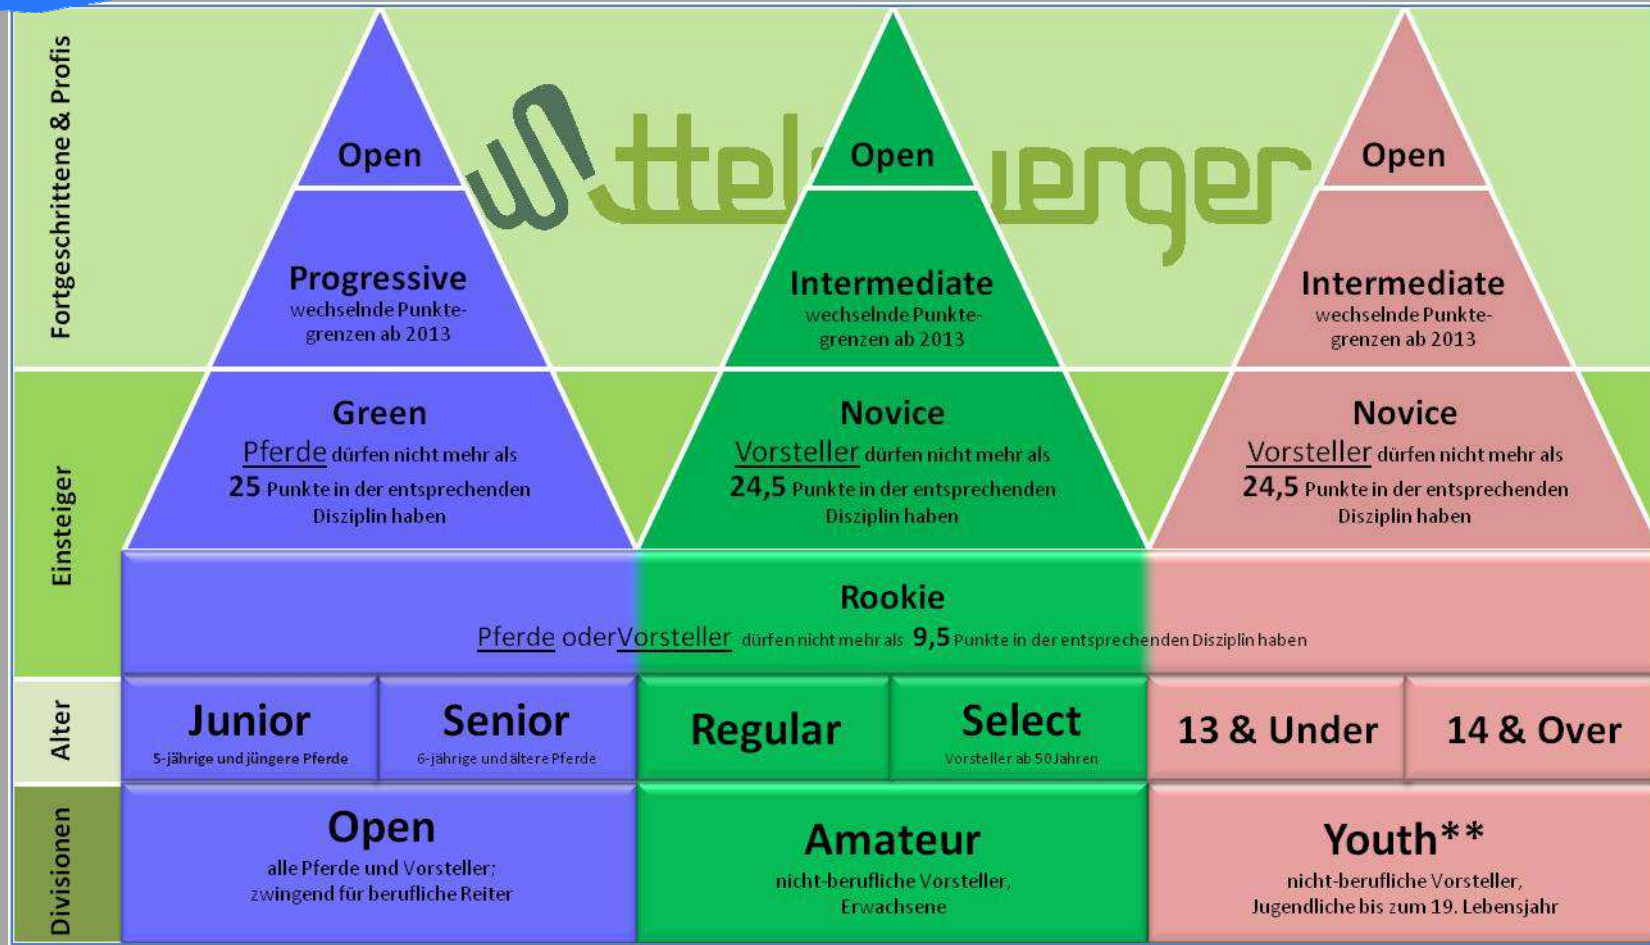 Fortgeschrittene & Profis
Open
Progressive
wechselnde Punkte-
grenzen ab 2013
Open
Intermediate
wechselnde Punkte-
grenzen ab 2013
Open
Intermediate
wechselnde Punkte-
grenzen ab 2013
Einsteiger
Green
Pferde dürfen nicht mehr als
25 Punkte in der entsprechenden
Disziplin haben
Novice
Vorsteller dürfen nicht mehr als
24,5 Punkte in der entsprechenden
Disziplin haben
Novice
Vorsteller dürfen nicht mehr als
24,5 Punkte in der entsprechenden
Disziplin haben
Rookie
Pferde oder Vorsteller dürfen nicht mehr als 9,5 Punkte in der entsprechenden Disziplin haben
Alter
Junior
5-jährige und jüngere Pferde
Senior
6-jährige und ältere Pferde
Regular
Select
Vorsteller ab 50 Jahren
13 & Under
14 & Over
Divisionen
Open
alle Pferde und Vorsteller;
zwingend für berufliche Reiter
Amateur
nicht-berufliche Vorsteller,
Erwachsene
Youth**
nicht-berufliche Vorsteller,
Jugendliche bis zum 19. Lebensjahr